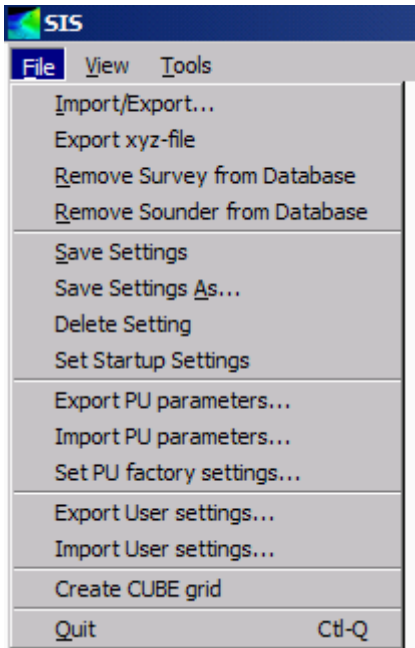 SIS
File View Tools
Import/Export...
Export xyz-file
Remove Survey from Database
Remove Sounder from Database
Save Settings
Save Settings As...
Delete Setting
Set Startup Settings
Export PU parameters...
Import PU parameters...
Set PU factory settings...
Export User settings...
Import User settings...
Create CUBE grid
Quit Ctl-Q